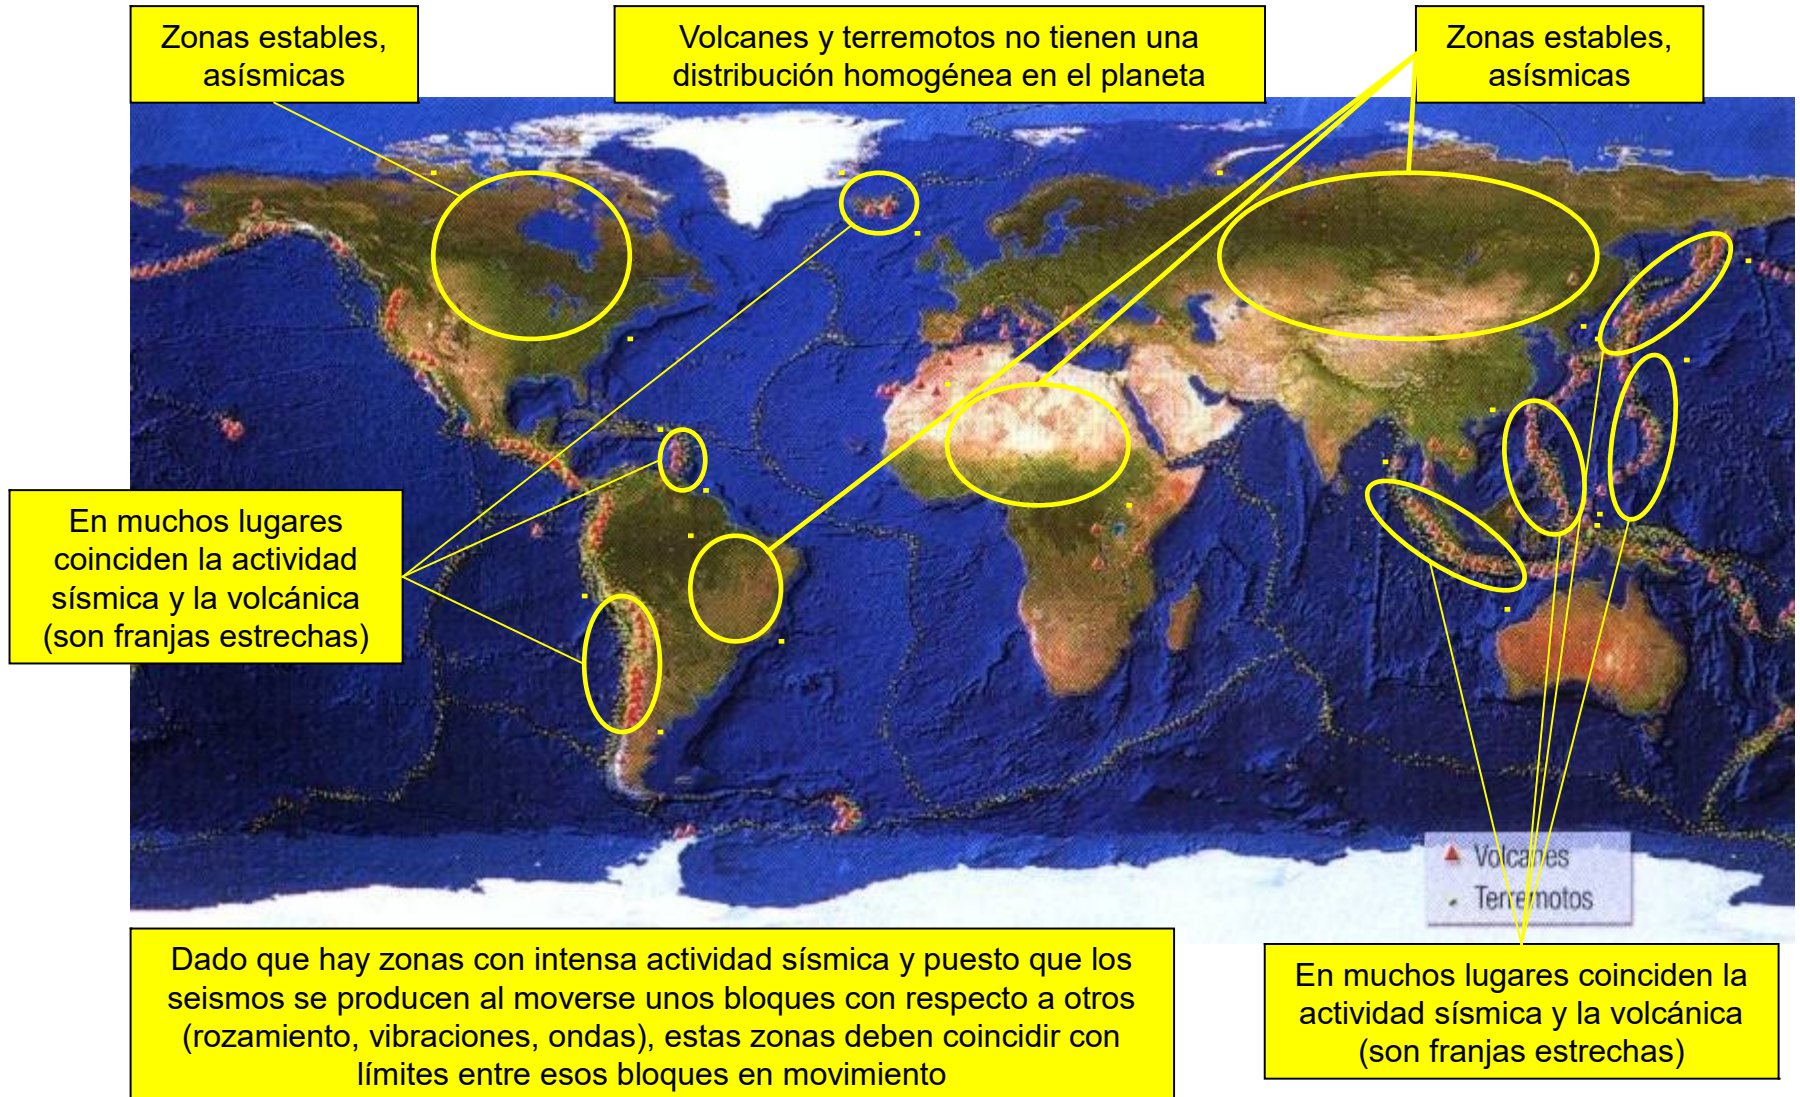 Zonas estables,
asísmicas
Volcanes y terremotos no tienen una
distribución homogénea en el planeta
Zonas estables,
asísmicas
En muchos lugares
coinciden la actividad
sísmica y la volcánica
(son franjas estrechas)
Volcanes
Terremotos
Dado que hay zonas con intensa actividad sísmica y puesto que los
seismos se producen al moverse unos bloques con respecto a otros
(rozamiento, vibraciones, ondas), estas zonas deben coincidir con
límites entre esos bloques en movimiento
En muchos lugares coinciden la
actividad sísmica y la volcánica
(son franjas estrechas)